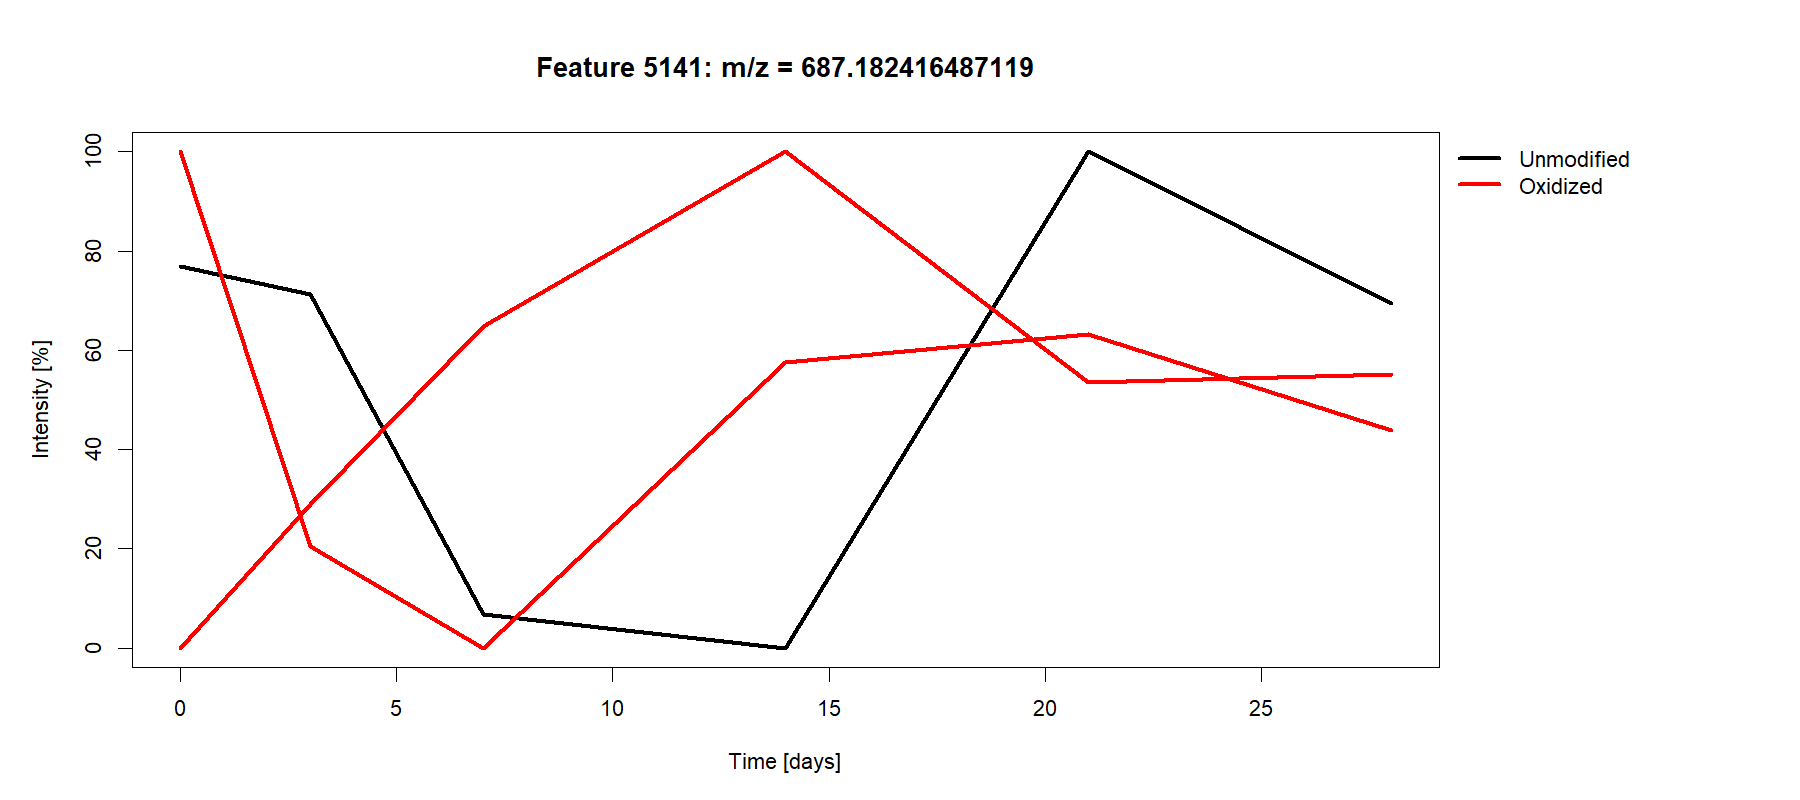 Feature 5141: m/z = 687.182416487119
Unmodified
Oxidized
Intensity [%]
100
80
60
40
20
0
0 5 10 15 20 25
Time [days]